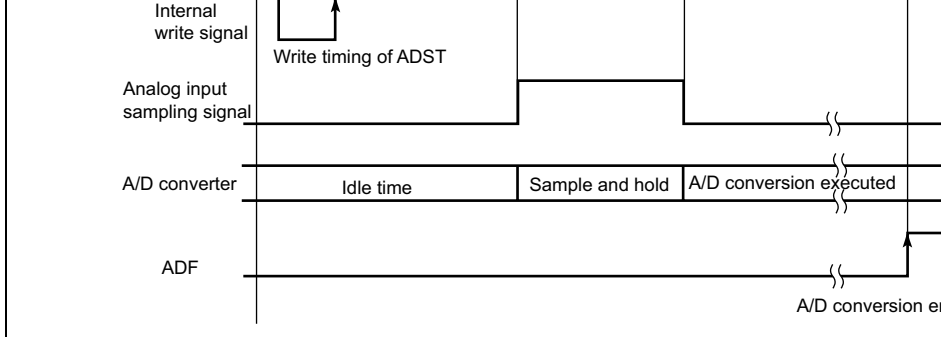 Internal
write signal
Write timing of ADST
Analog input
sampling signal
A/D converter
Idle time
Sample and hold
A/D conversion executed
ADF
A/D conversion